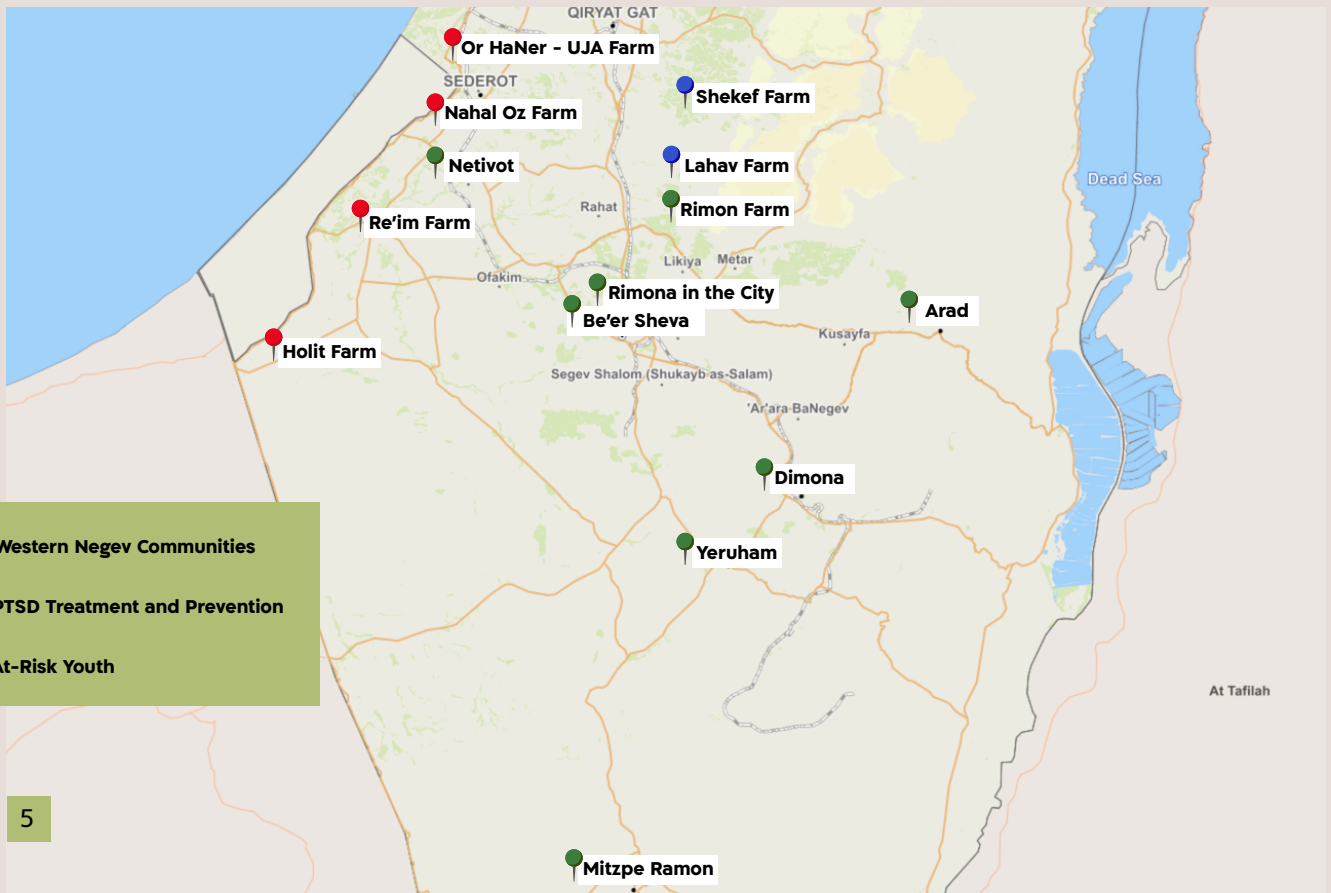 QIRYAT GAT
Or HaNer - UJA Farm
SEDEROT
Shekef Farm
Nahal Oz Farm
Netivot
Lahav Farm
Dead Sea
Rahat
Rimon Farm
Re'im Farm
Likiya
Metar
Ofakim
Rimona in the City
Arad
Be'er Sheva
Kusayfa
Holit Farm
Segev Shalom (Shukayb as-Salam)
'Ar'ara BaNegev
Dimona
Western Negev Communities
Yeruham
PTSD Treatment and Prevention
At-Risk Youth
At Tafilah
5
Mitzpe Ramon